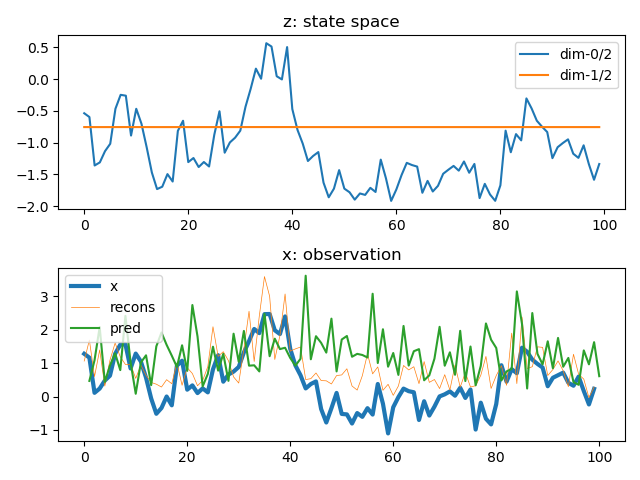 z: state space
0.5
0.0
−0.5
−1.0
−1.5
−2.0
dim-0/2
dim-1/2
0 20 40 60 80 100
x: observation
3
2
1
0
−1
x
recons
pred
0 20 40 60 80 100